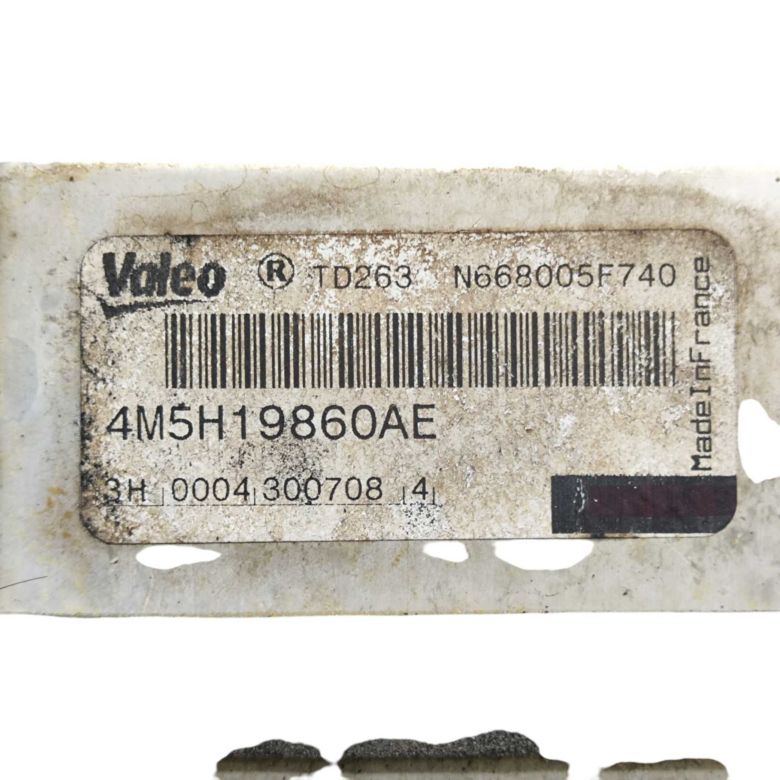 Valeo ® TD263 N668005F740
4M5H19860AE
3H 0004 300708 4
MadeInFrance